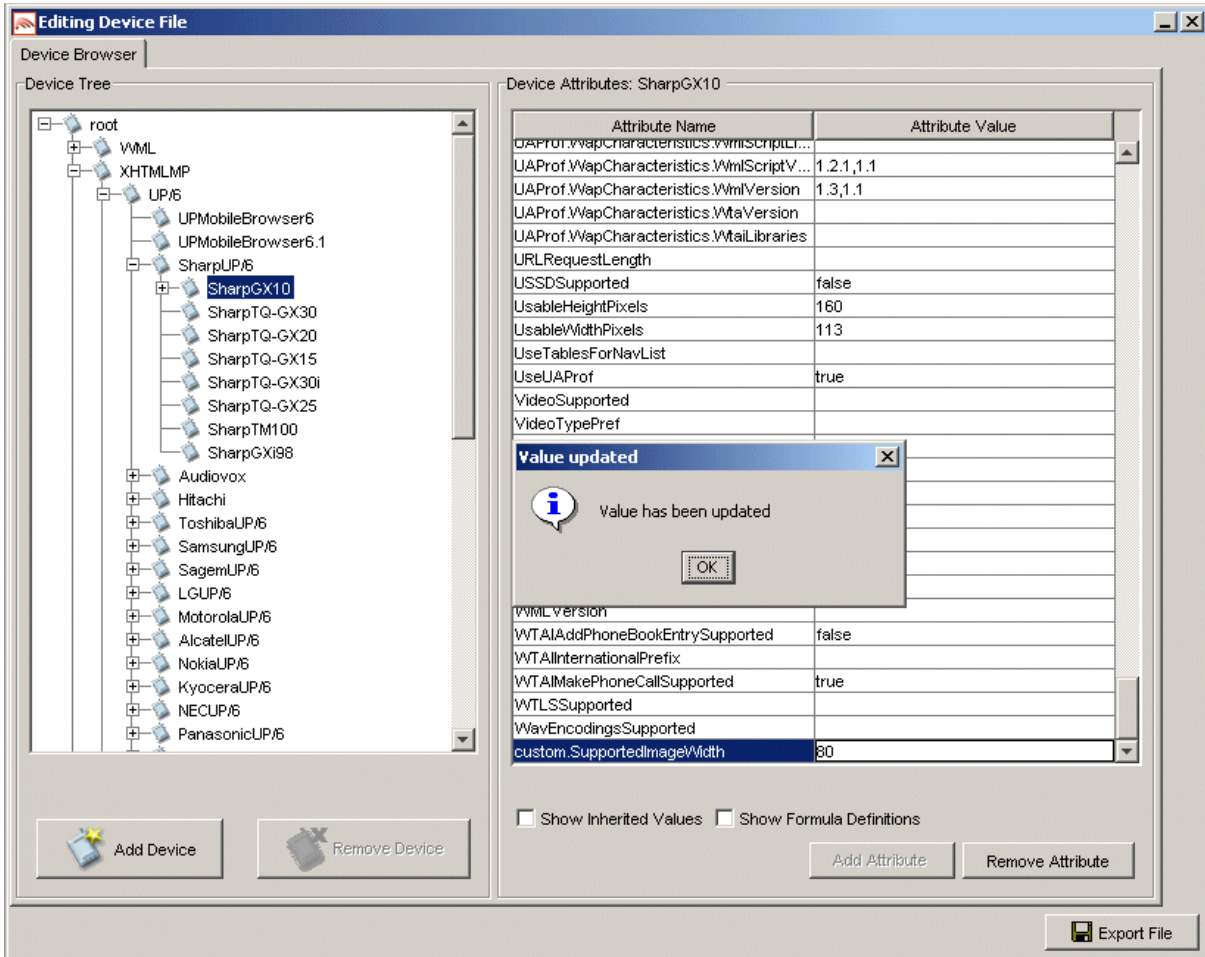 Editing Device File
Device Browser
Device Tree
root
WML
XHTMLMP
UP/6
UPMobileBrowser6
UPMobileBrowser6.1
SharpUP/6
SharpGX10
SharpTQ-GX30
SharpTQ-GX20
SharpTQ-GX15
SharpTQ-GX30i
SharpTQ-GX25
SharpTM100
SharpGXi98
Audiovox
Hitachi
ToshibaUP/6
SamsungUP/6
SagemUP/6
LGUP/6
MotorolaUP/6
AlcatelUP/6
NokiaUP/6
KyoceraUP/6
NECUP/6
PanasonicUP/6
Add Device
Remove Device
Device Attributes: SharpGX10
Attribute Name Attribute Value
UAProf.WapCharacteristics.WmlScriptLi...
UAProf.WapCharacteristics.WmlScriptV... 1.2.1,1.1
UAProf.WapCharacteristics.WmlVersion 1.3,1.1
UAProf.WapCharacteristics.WtaVersion
UAProf.WapCharacteristics.WtaiLibraries
URLRequestLength
USSDSupported false
UsableHeightPixels 160
UsableWidthPixels 113
UseTablesForNavList
UseUAProf true
VideoSupported
VideoTypePref
Value updated
Value has been updated
OK
WMLVersion
WTAIAddPhoneBookEntrySupported false
WTAIInternationalPrefix
WTAIMakePhoneCallSupported true
WTLSSupported
WavEncodingsSupported
custom.SupportedImageWidth 80
Show Inherited Values Show Formula Definitions
Add Attribute Remove Attribute
Export File